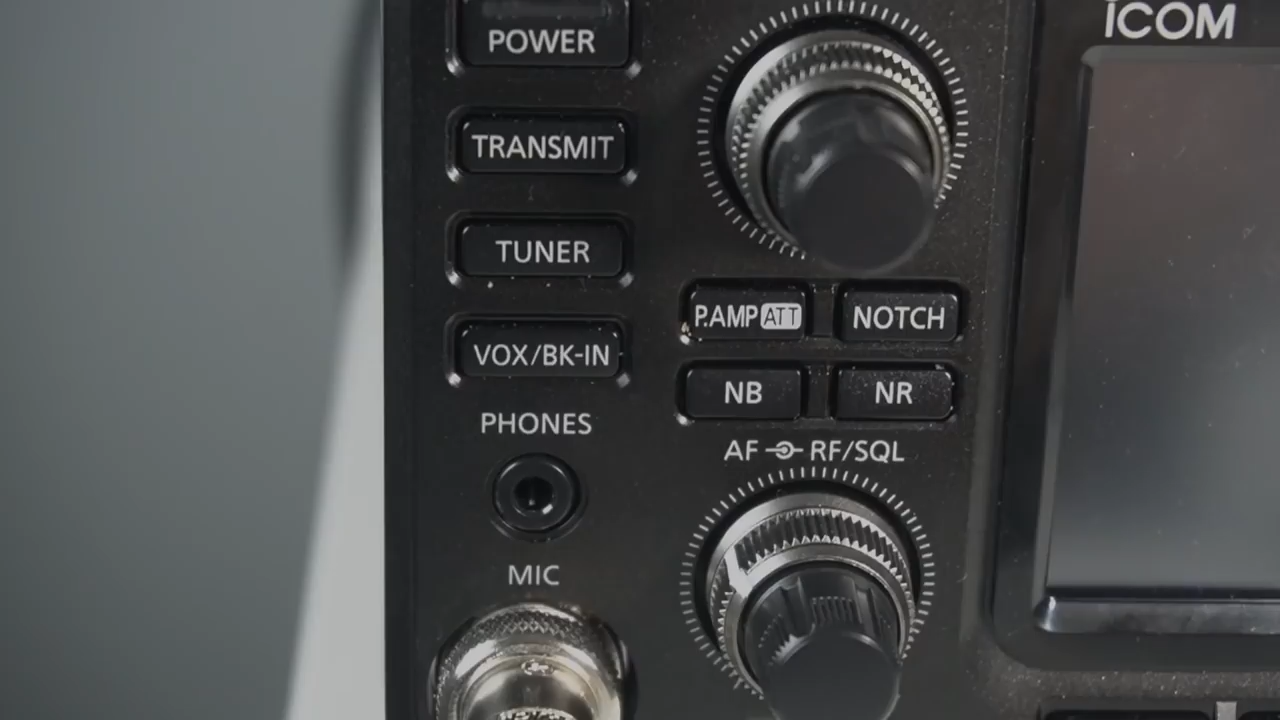 ICOM
POWER
TRANSMIT
TUNER
P.AMP ATT
NOTCH
VOX/BK-IN
NB
NR
PHONES
AF RF/SQL
MIC